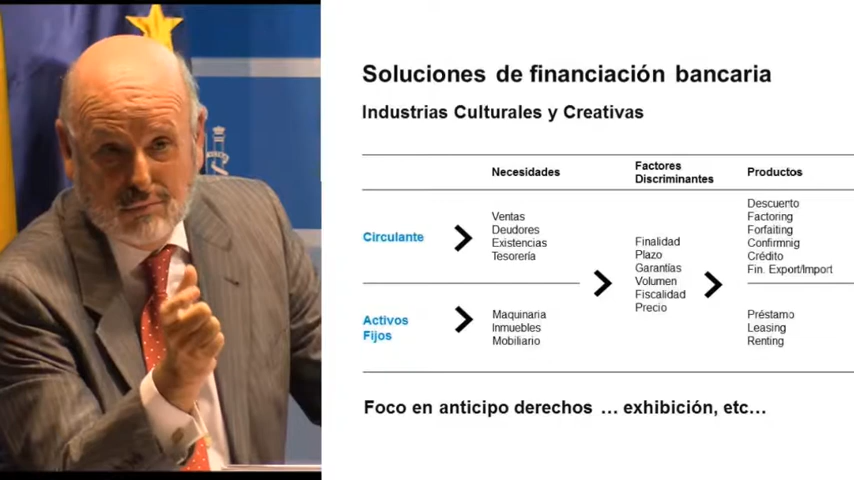 Soluciones de financiación bancaria
Industrias Culturales y Creativas
Necesidades
Factores
Discriminantes
Productos
Circulante
Ventas
Deudores
Existencias
Tesorería
Finalidad
Plazo
Garantías
Volumen
Fiscalidad
Precio
Descuerto
Factoring
Forfaiting
Confirmnig
Crédito
Fin. Export/Import
Activos
Fijos
Maquinaria
Inmuebles
Mobiliario
Préstamo
Leasing
Renting
Foco en anticipo derechos … exhibición, etc…